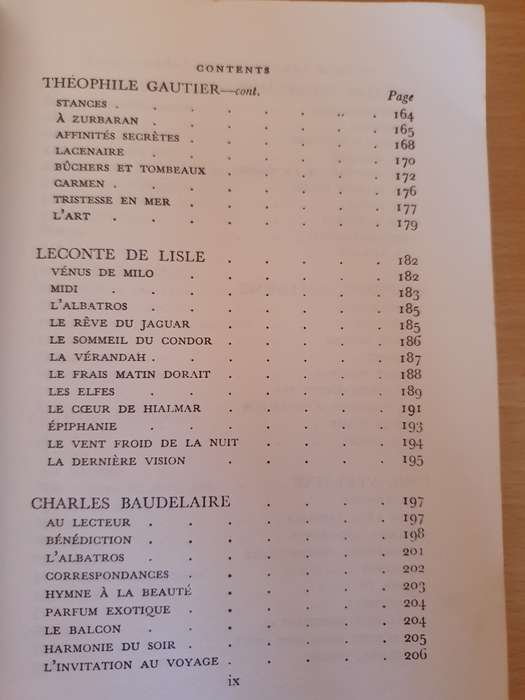 CONTENTS
THÉOPHILE GAUTIER—cont. Page
STANCES . . . . . . . 164
À ZURBARAN . . . . . . 165
AFFINITÉS SECRÈTES . . . . . 168
LACENAIRE . . . . . . 170
BÛCHERS ET TOMBEAUX . . . . 172
CARMEN . . . . . . . 176
TRISTESSE EN MER . . . . . 177
L'ART . . . . . . . 179
LECONTE DE LISLE . . . . 182
VÉNUS DE MILO . . . . . 182
MIDI . . . . . . . 183
L'ALBATROS . . . . . . 185
LE RÊVE DU JAGUAR . . . . 185
LE SOMMEIL DU CONDOR . . . . 186
LA VÉRANDAH . . . . . . 187
LE FRAIS MATIN DORAIT . . . . 188
LES ELFES . . . . . . 189
LE CŒUR DE HIALMAR . . . . 191
ÉPIPHANIE . . . . . . 193
LE VENT FROID DE LA NUIT . . . . 194
LA DERNIÈRE VISION . . . . 195
CHARLES BAUDELAIRE . . . . 197
AU LECTEUR . . . . . . 197
BÉNÉDICTION . . . . . . 198
L'ALBATROS . . . . . . 201
CORRESPONDANCES . . . . . 202
HYMNE À LA BEAUTÉ . . . . . 203
PARFUM EXOTIQUE . . . . . 204
LE BALCON . . . . . . 204
HARMONIE DU SOIR . . . . . 205
L'INVITATION AU VOYAGE . . . . 206
ix